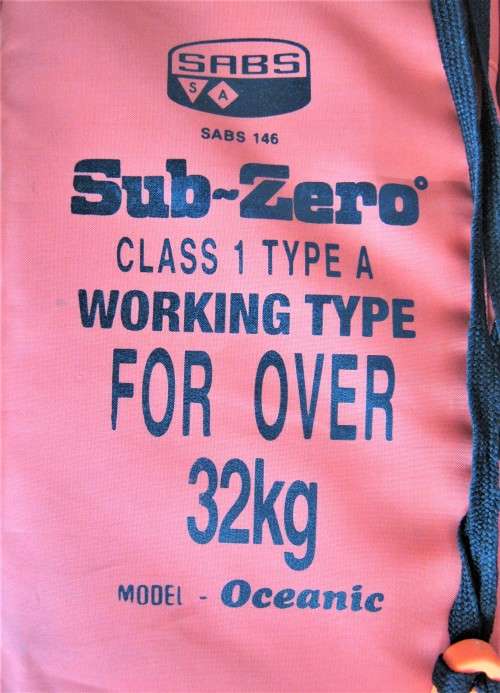 SABS
S A
SABS 146
Sub~Zero°
CLASS 1 TYPE A
WORKING TYPE
FOR OVER
32kg
MODEL - Oceanic